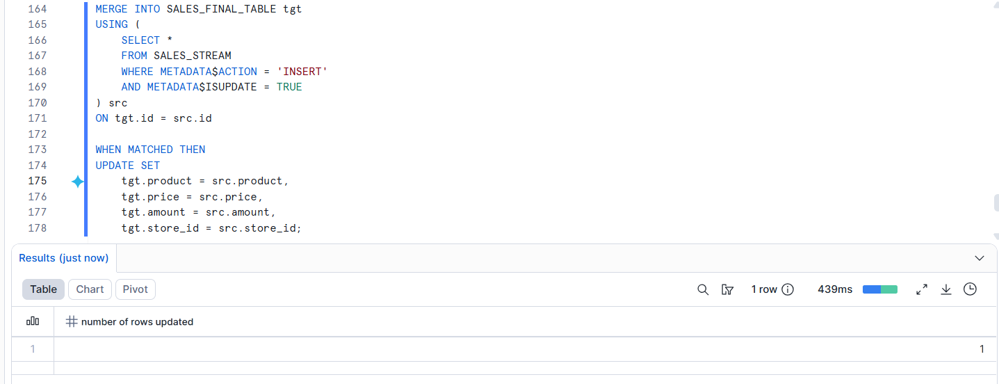 164 MERGE INTO SALES_FINAL_TABLE tgt
165 USING (
166 SELECT *
167 FROM SALES_STREAM
168 WHERE METADATA$ACTION = 'INSERT'
169 AND METADATA$ISUPDATE = TRUE
170 ) src
171 ON tgt.id = src.id
172
173 WHEN MATCHED THEN
174 UPDATE SET
175 tgt.product = src.product,
176 tgt.price = src.price,
177 tgt.amount = src.amount,
178 tgt.store_id = src.store_id;
Results (just now)
Table Chart Pivot 1 row 439ms
number of rows updated
1 1